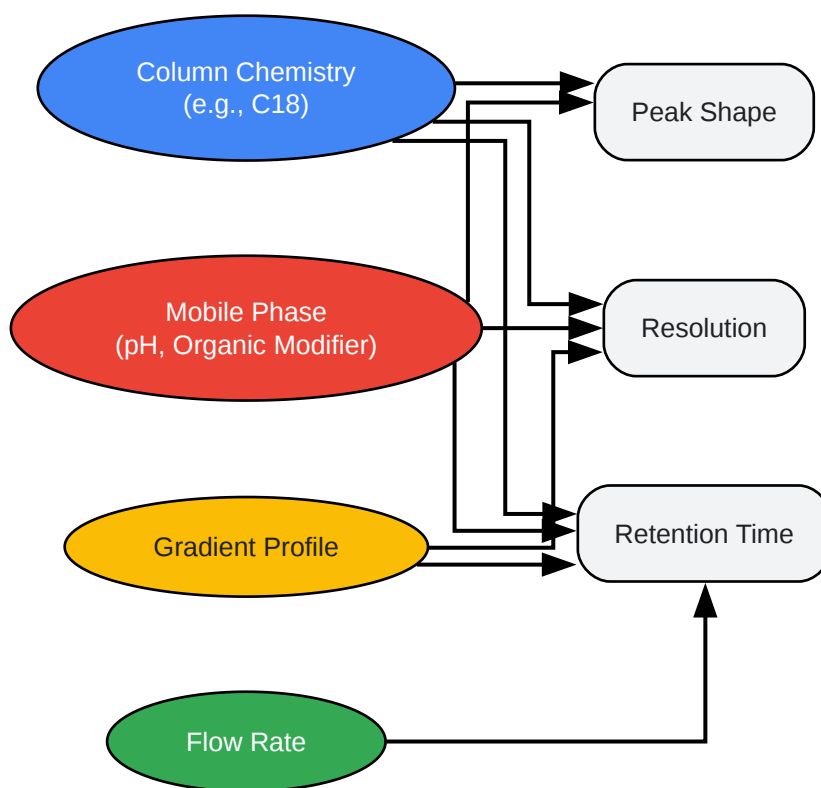 Column Chemistry
(e.g., C18)
Peak Shape
Mobile Phase
(pH, Organic Modifier)
Resolution
Gradient Profile
Retention Time
Flow Rate